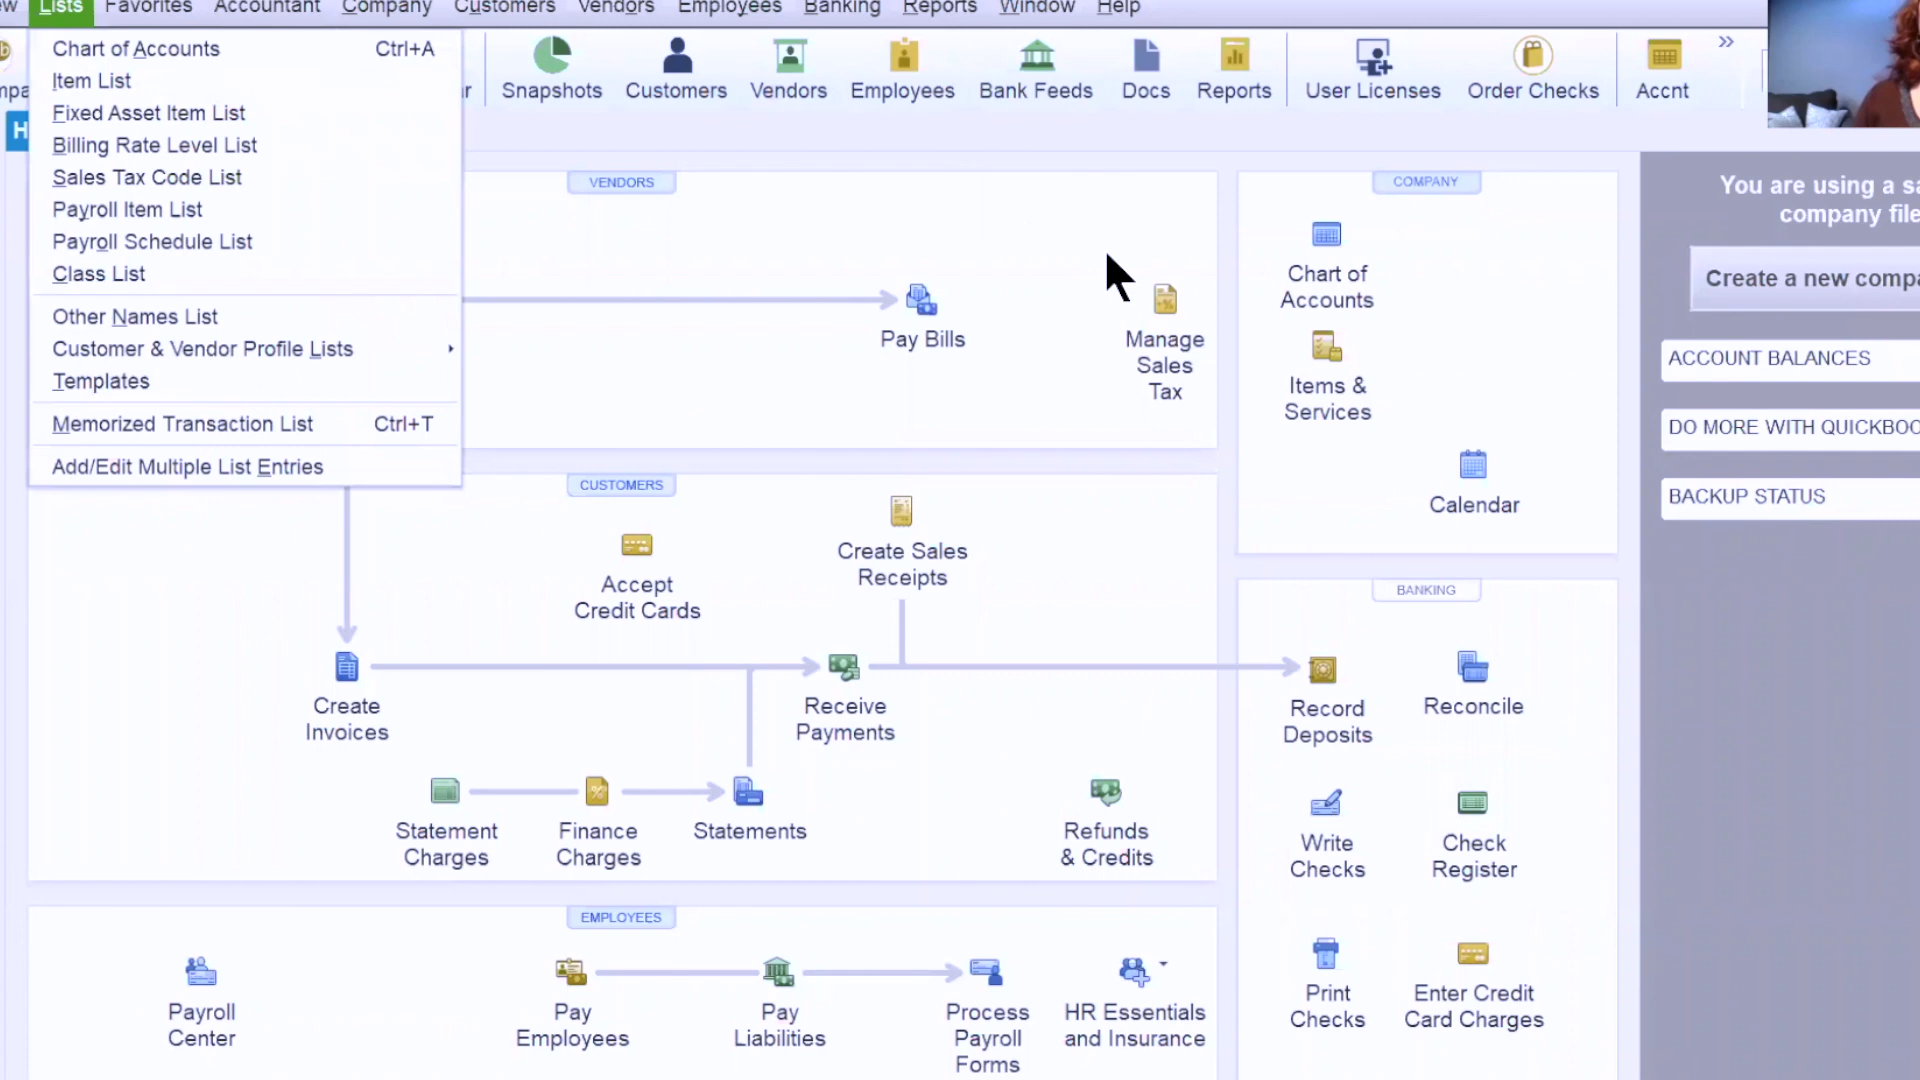 Lists Favorites Accountant Company Customers Vendors Employees Banking Reports Window Help
Snapshots Customers Vendors Employees Bank Feeds Docs Reports User Licenses Order Checks Accnt »
Chart of Accounts Ctrl+A
Item List
Fixed Asset Item List
Billing Rate Level List
Sales Tax Code List
Payroll Item List
Payroll Schedule List
Class List
Other Names List
Customer & Vendor Profile Lists
Templates
Memorized Transaction List Ctrl+T
Add/Edit Multiple List Entries
VENDORS
Pay Bills
Manage
Sales
Tax
CUSTOMERS
Create Sales
Receipts
Accept
Credit Cards
Create
Invoices
Receive
Payments
Statement
Charges
Finance
Charges
Statements
Refunds
& Credits
EMPLOYEES
Payroll
Center
Pay
Employees
Pay
Liabilities
Process
Payroll
Forms
HR Essentials
and Insurance
COMPANY
Chart of
Accounts
Items &
Services
Calendar
BANKING
Record
Deposits
Reconcile
Write
Checks
Check
Register
Print
Checks
Enter Credit
Card Charges
You are using a
company file
Create a new
ACCOUNT BALANCES
DO MORE WITH
BACKUP STATUS